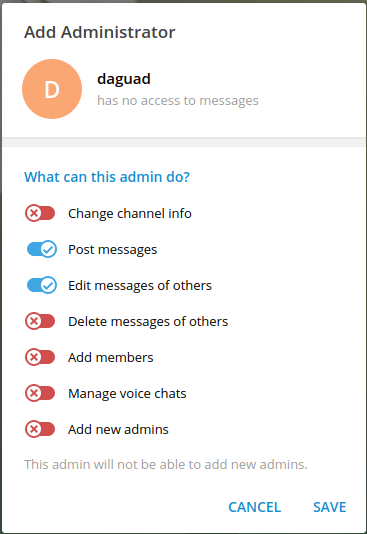 Add Administrator
D
daguad
has no access to messages
What can this admin do?
Change channel info
Post messages
Edit messages of others
Delete messages of others
Add members
Manage voice chats
Add new admins
This admin will not be able to add new admins.
CANCEL SAVE